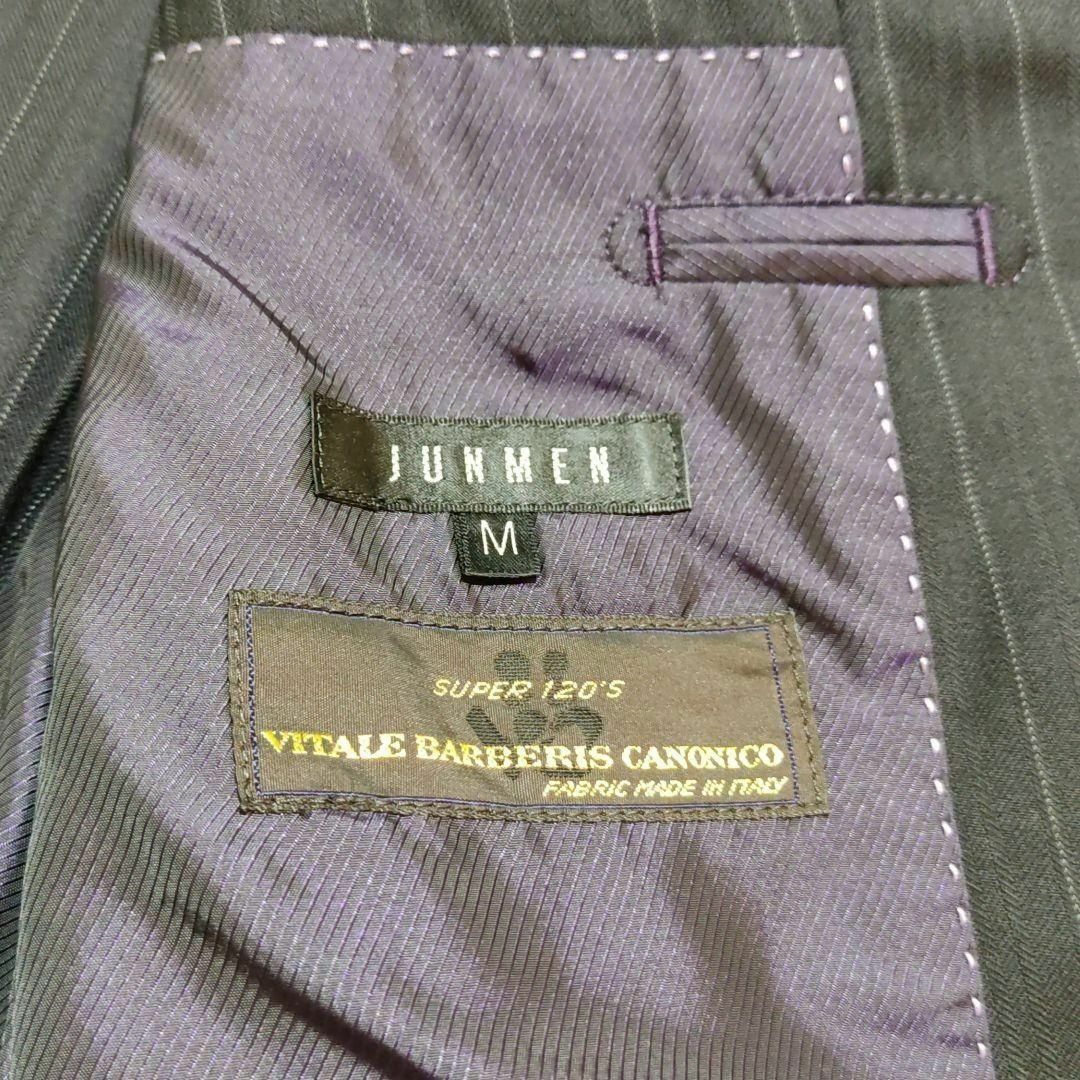 JUNMEN
M
SUPER 120'S
VITALE BARBERIS CANONICO
FABRIC MADE IN ITALY